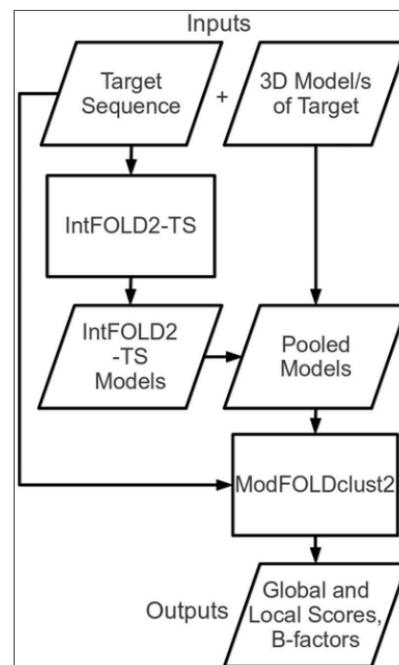 Inputs
Target
Sequence
+
3D Model/s
of Target
IntFOLD2-TS
IntFOLD2
-TS
Models
Pooled
Models
ModFOLDclust2
Outputs
Global and
Local Scores,
B-factors